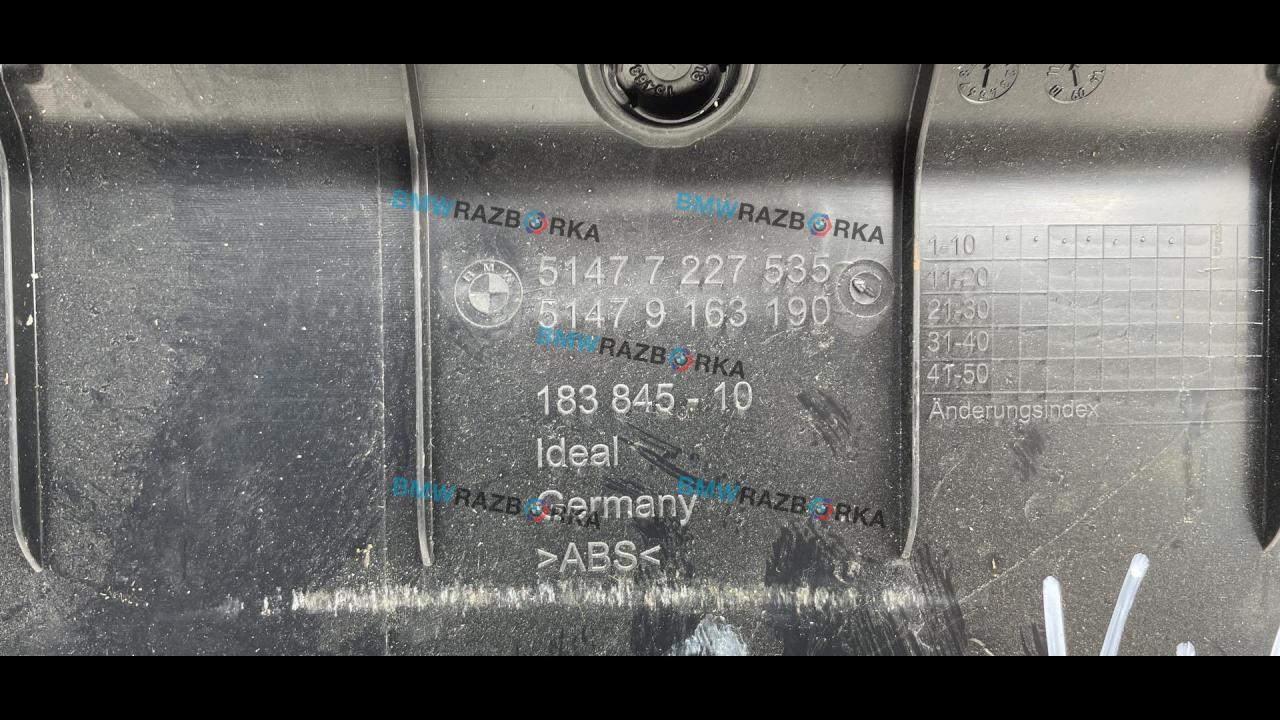 BMWRAZBORKA
BMWRAZBORKA
BMW
5147 7 227 535
5147 9 163 190
BMWRAZBORKA
183 845 - 10
Ideal
Germany
BMWRAZBORKA
BMWRAZBORKA
>ABS<
1-10
11-20
21-30
31-40
41-50
Änderungsindex